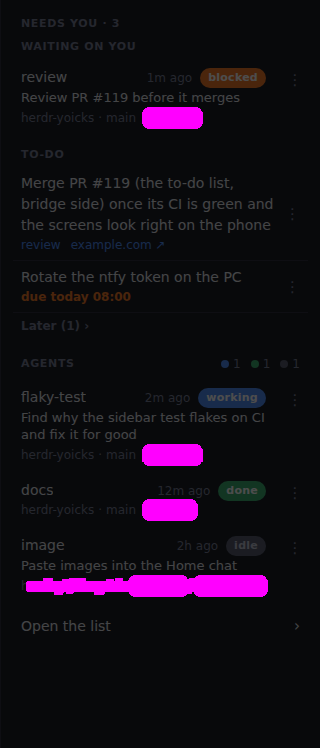 NEEDS YOU · 3
WAITING ON YOU
review 1m ago blocked
Review PR #119 before it merges
herdr-yoicks · main
TO-DO
Merge PR #119 (the to-do list,
bridge side) once its CI is green and
the screens look right on the phone
review example.com ↗
Rotate the ntfy token on the PC
due today 08:00
Later (1) ›
AGENTS 1 1 1
flaky-test 2m ago working
Find why the sidebar test flakes on CI
and fix it for good
herdr-yoicks · main
docs 12m ago done
herdr-yoicks · main
image 2h ago idle
Paste images into the Home chat
Open the list ›